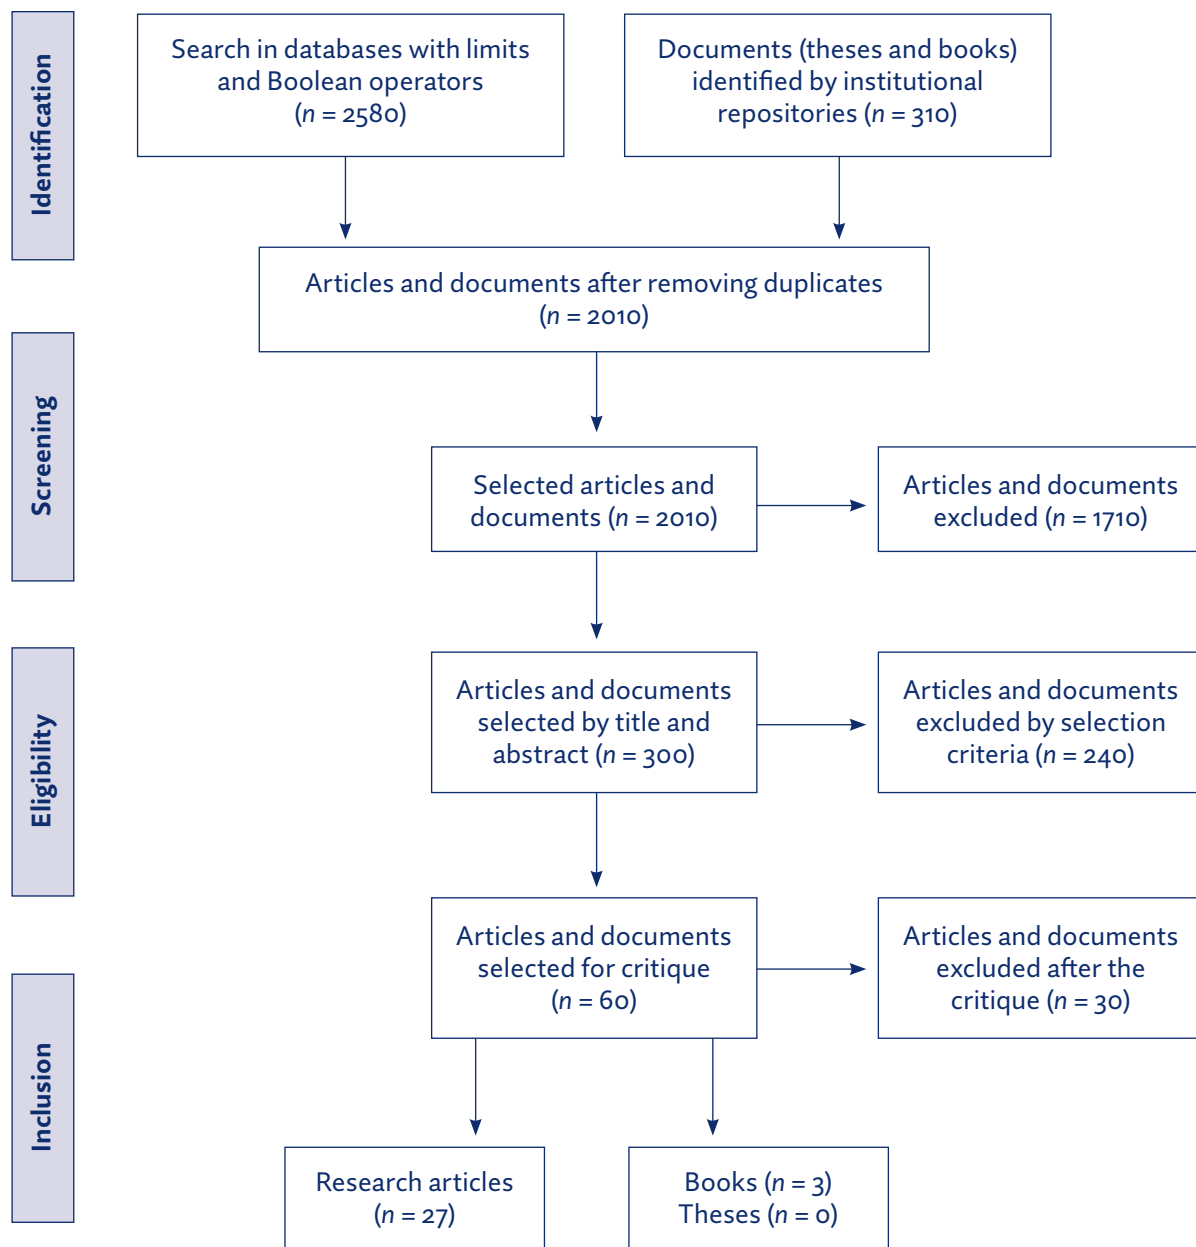 Identification
Search in databases with limits
and Boolean operators
(n = 2580)
Documents (theses and books)
identified by institutional
repositories (n = 310)
Articles and documents after removing duplicates
(n = 2010)
Screening
Selected articles and
documents (n = 2010)
Articles and documents
excluded (n = 1710)
Eligibility
Articles and documents
selected by title and
abstract (n = 300)
Articles and documents
excluded by selection
criteria (n = 240)
Articles and documents
selected for critique
(n = 60)
Articles and documents
excluded after the
critique (n = 30)
Inclusion
Research articles
(n = 27)
Books (n = 3)
Theses (n = 0)